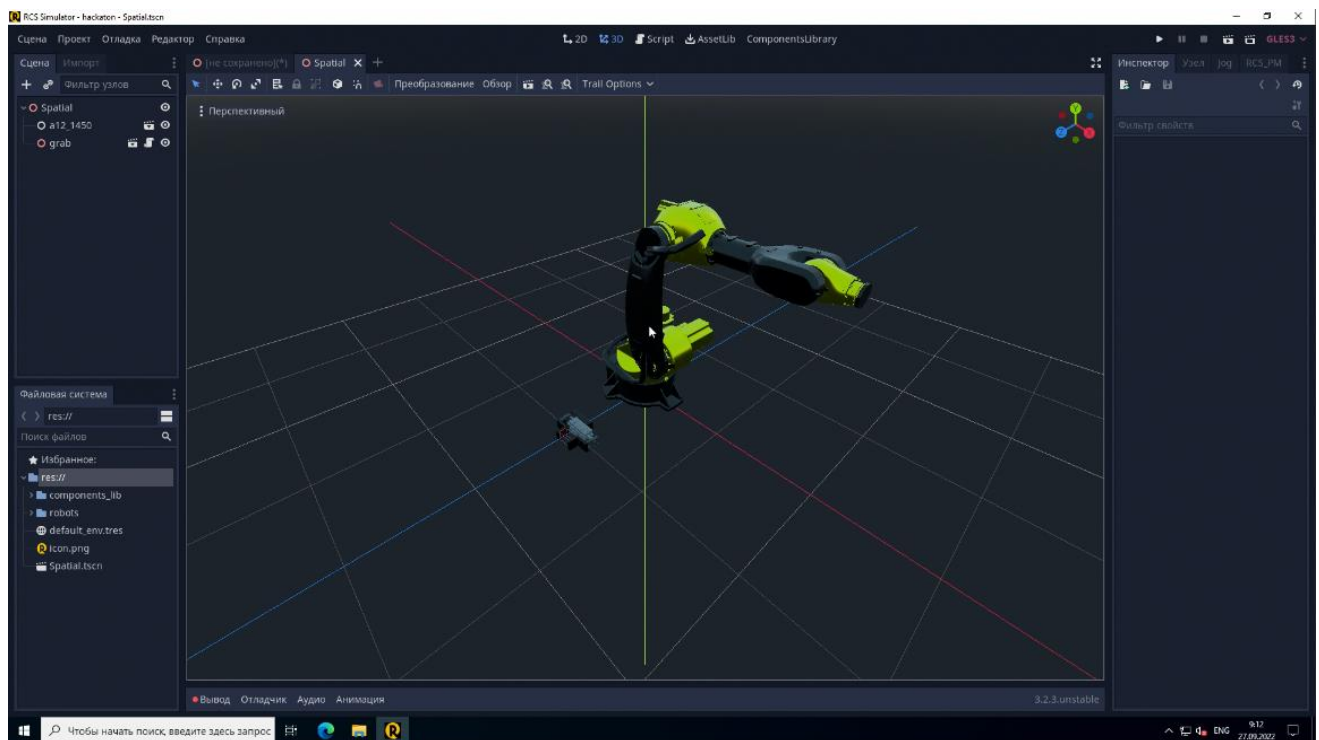 RCS Simulator - hackaton - Spatial.tscn
Сцена Проект Отладка Редактор Справка
2D 3D Script AssetLib ComponentsLibrary
GLES3
Сцена Импорт
[не сохранено](*) Spatial
Инспектор Узел Jog RCS_PM
Фильтр узлов
Преобразование Обзор Trail Options
Spatial
a12_1450
grab
Перспективный
Y
Z
X
Фильтр свойств
Файловая система
res://
Поиск файлов
Избранное:
res://
components_lib
robots
default_env.tres
icon.png
Spatial.tscn
Вывод Отладчик Аудио Анимация
3.2.3.unstable
Чтобы начать поиск, введите здесь запрос
ENG
9:12
27.09.2022